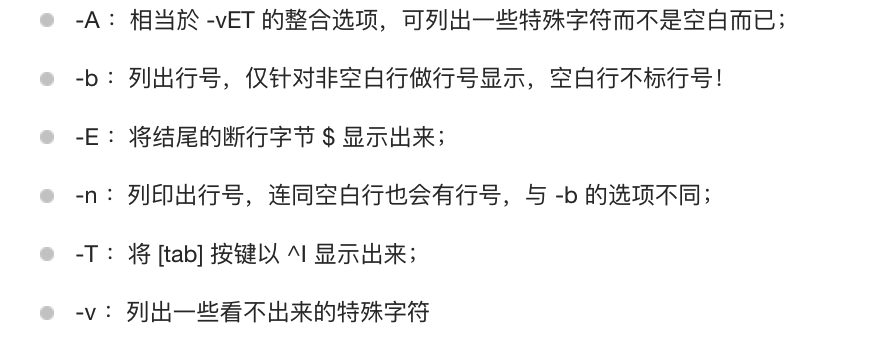 -A：相当於 -vET 的整合选项，可列出一些特殊字符而不是空白而已；
-b：列出行号，仅针对非空白行做行号显示，空白行不标行号！
-E：将结尾的断行字节 $ 显示出来；
-n：列印出行号，连同空白行也会有行号，与 -b 的选项不同；
-T：将 [tab] 按键以 ^I 显示出来；
-v：列出一些看不出来的特殊字符